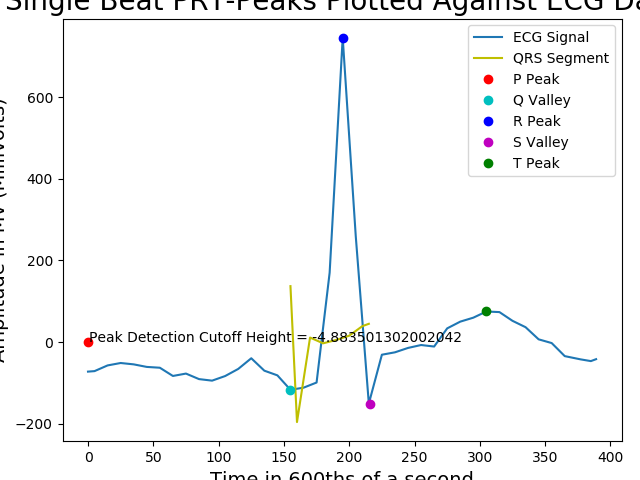 Single Beat PRT-Peaks Plotted Against ECG Da
ECG Signal
QRS Segment
P Peak
Q Valley
R Peak
S Valley
T Peak
Amplitude in MV (Millivolts)
600
400
200
0
−200
Peak Detection Cutoff Height = -4.883501302002042
0 50 100 150 200 250 300 350 400
Time in 600ths of a second